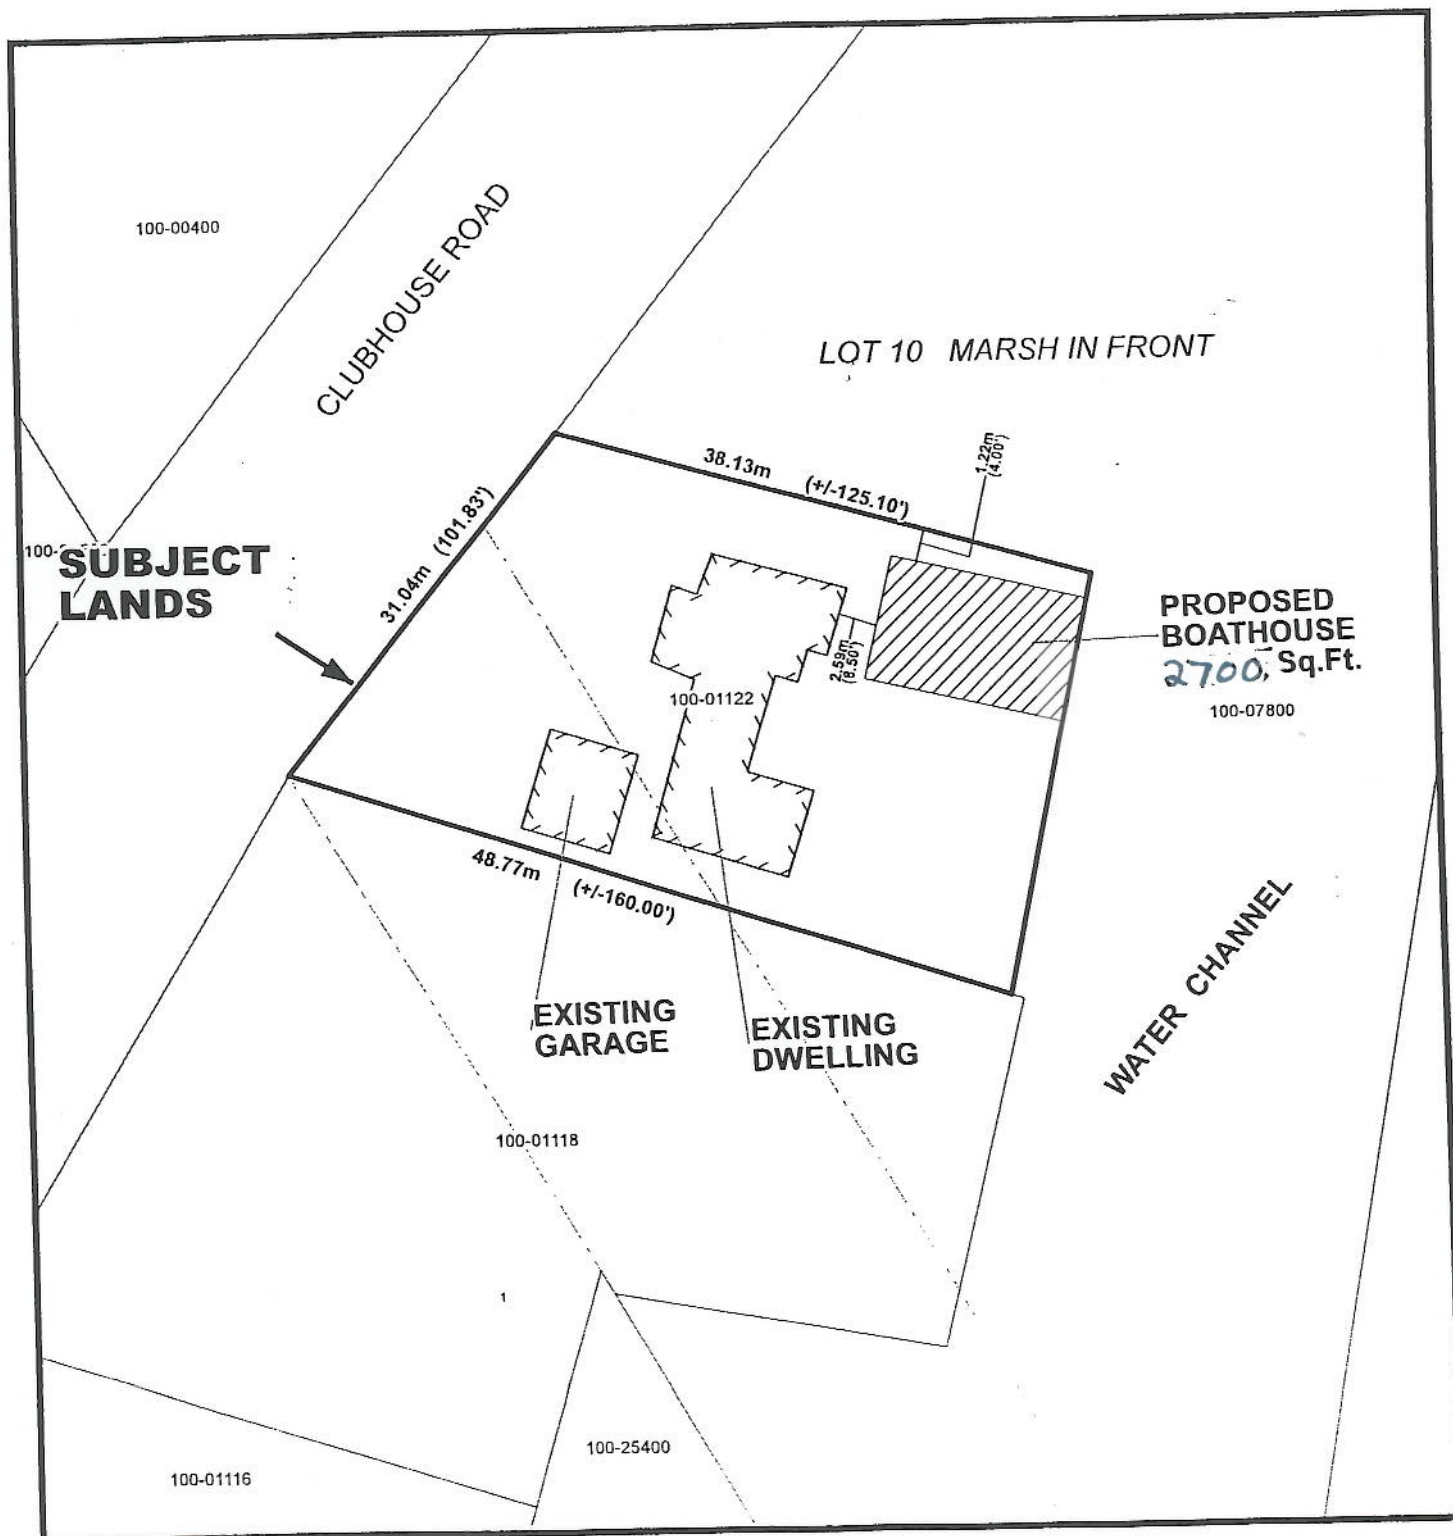 100-00400
CLUBHOUSE ROAD
LOT 10 MARSH IN FRONT
38.13m (+/-125.10')
1.22m
(4.00')
31.04m (101.83')
100-
SUBJECT
LANDS
PROPOSED
BOATHOUSE
2700, Sq.Ft.
2.59m
(8.50')
100-01122
100-07800
48.77m (+/-160.00')
WATER CHANNEL
EXISTING
GARAGE
EXISTING
DWELLING
100-01118
1
100-25400
100-01116